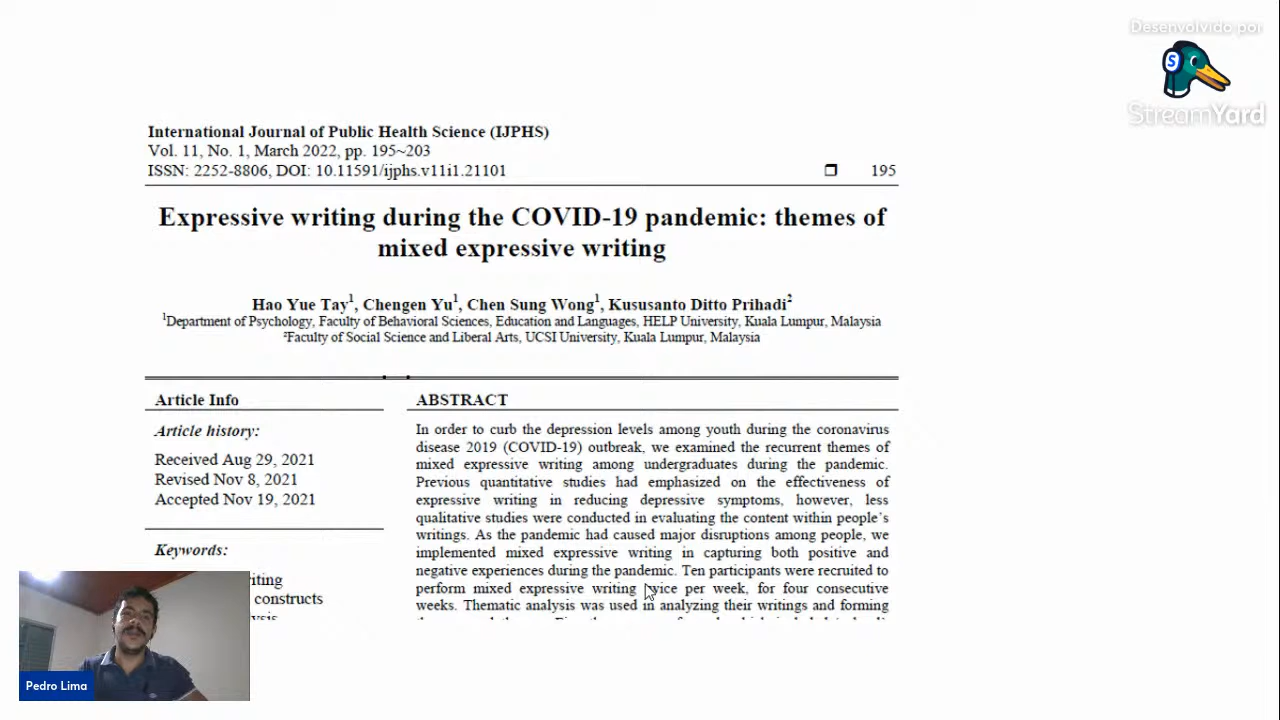 Desenvolvido por
S
StreamYard
International Journal of Public Health Science (IJPHS)
Vol. 11, No. 1, March 2022, pp. 195~203
ISSN: 2252-8806, DOI: 10.11591/ijphs.v11i1.21101
195
Expressive writing during the COVID-19 pandemic: themes of
mixed expressive writing
Hao Yue Tay1, Chengen Yu1, Chen Sung Wong1, Kususanto Ditto Prihadi2
1Department of Psychology, Faculty of Behavioral Sciences, Education and Languages, HELP University, Kuala Lumpur, Malaysia
2Faculty of Social Science and Liberal Arts, UCSI University, Kuala Lumpur, Malaysia
Article Info
Article history:
Received Aug 29, 2021
Revised Nov 8, 2021
Accepted Nov 19, 2021
Keywords:
iting
constructs
ABSTRACT
In order to curb the depression levels among youth during the coronavirus
disease 2019 (COVID-19) outbreak, we examined the recurrent themes of
mixed expressive writing among undergraduates during the pandemic.
Previous quantitative studies had emphasized on the effectiveness of
expressive writing in reducing depressive symptoms, however, less
qualitative studies were conducted in evaluating the content within people's
writings. As the pandemic had caused major disruptions among people, we
implemented mixed expressive writing in capturing both positive and
negative experiences during the pandemic. Ten participants were recruited to
perform mixed expressive writing twice per week, for four consecutive
weeks. Thematic analysis was used in analyzing their writings and forming
Pedro Lima